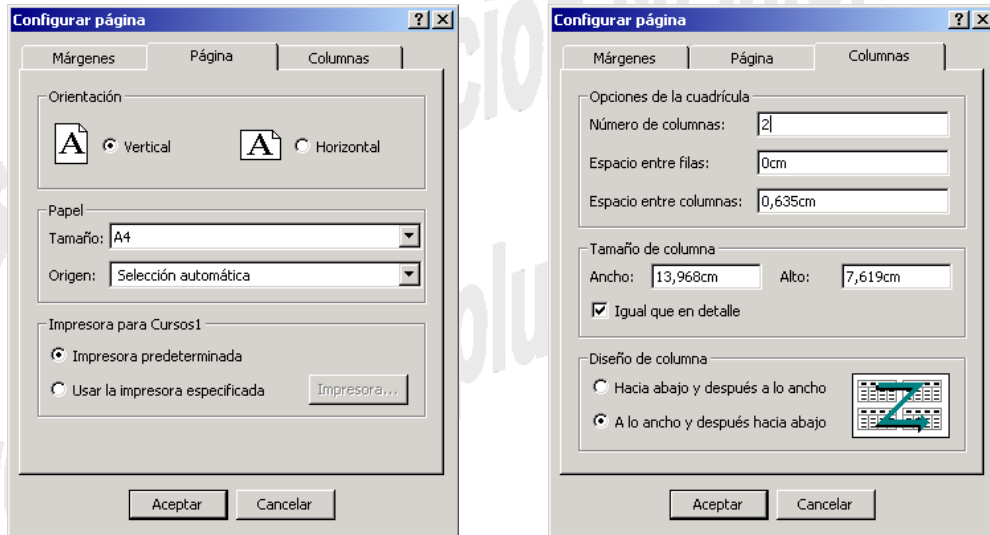 Configurar página
Márgenes Página Columnas
Orientación
A Vertical A Horizontal
Papel
Tamaño: A4
Origen: Selección automática
Impresora para Cursos1
Impresora predeterminada
Usar la impresora especificada Impresora...
Aceptar Cancelar
Configurar página
Márgenes Página Columnas
Opciones de la cuadrícula
Número de columnas: 2
Espacio entre filas: 0cm
Espacio entre columnas: 0,635cm
Tamaño de columna
Ancho: 13,968cm Alto: 7,619cm
Igual que en detalle
Diseño de columna
Hacia abajo y después a lo ancho
A lo ancho y después hacia abajo
Aceptar Cancelar